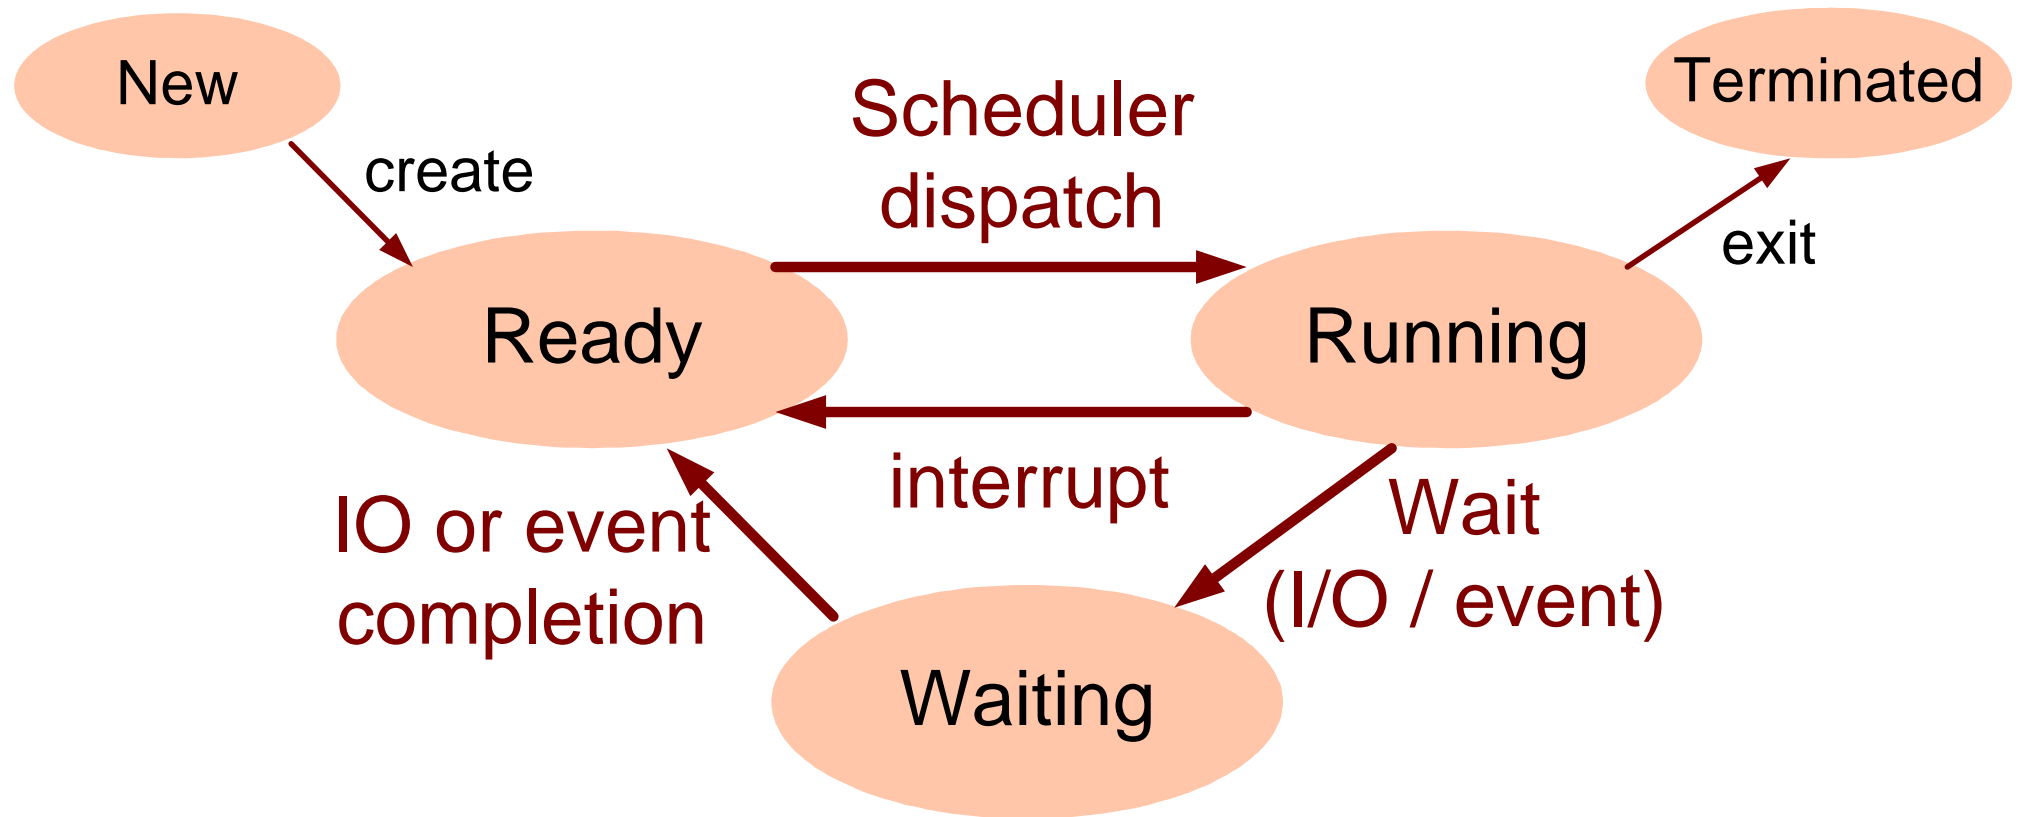 New
Terminated
Scheduler
dispatch
create
exit
Ready
Running
interrupt
IO or event
completion
Wait
(I/O / event)
Waiting